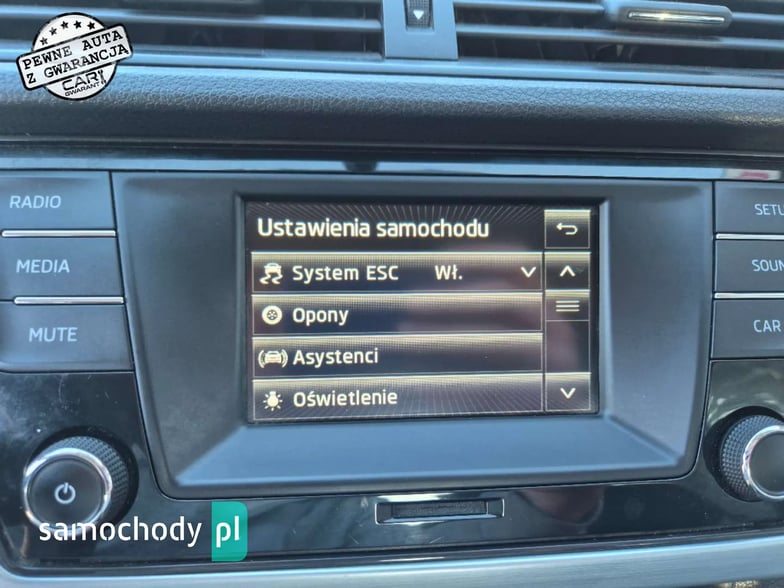 PEWNE AUTA
Z GWARANCJĄ
CARI
GWARANT
RADIO
MEDIA
MUTE
Ustawienia samochodu
System ESC Wł.
Opony
Asystenci
Oświetlenie
SETU
SOUN
CAR
samochody pl